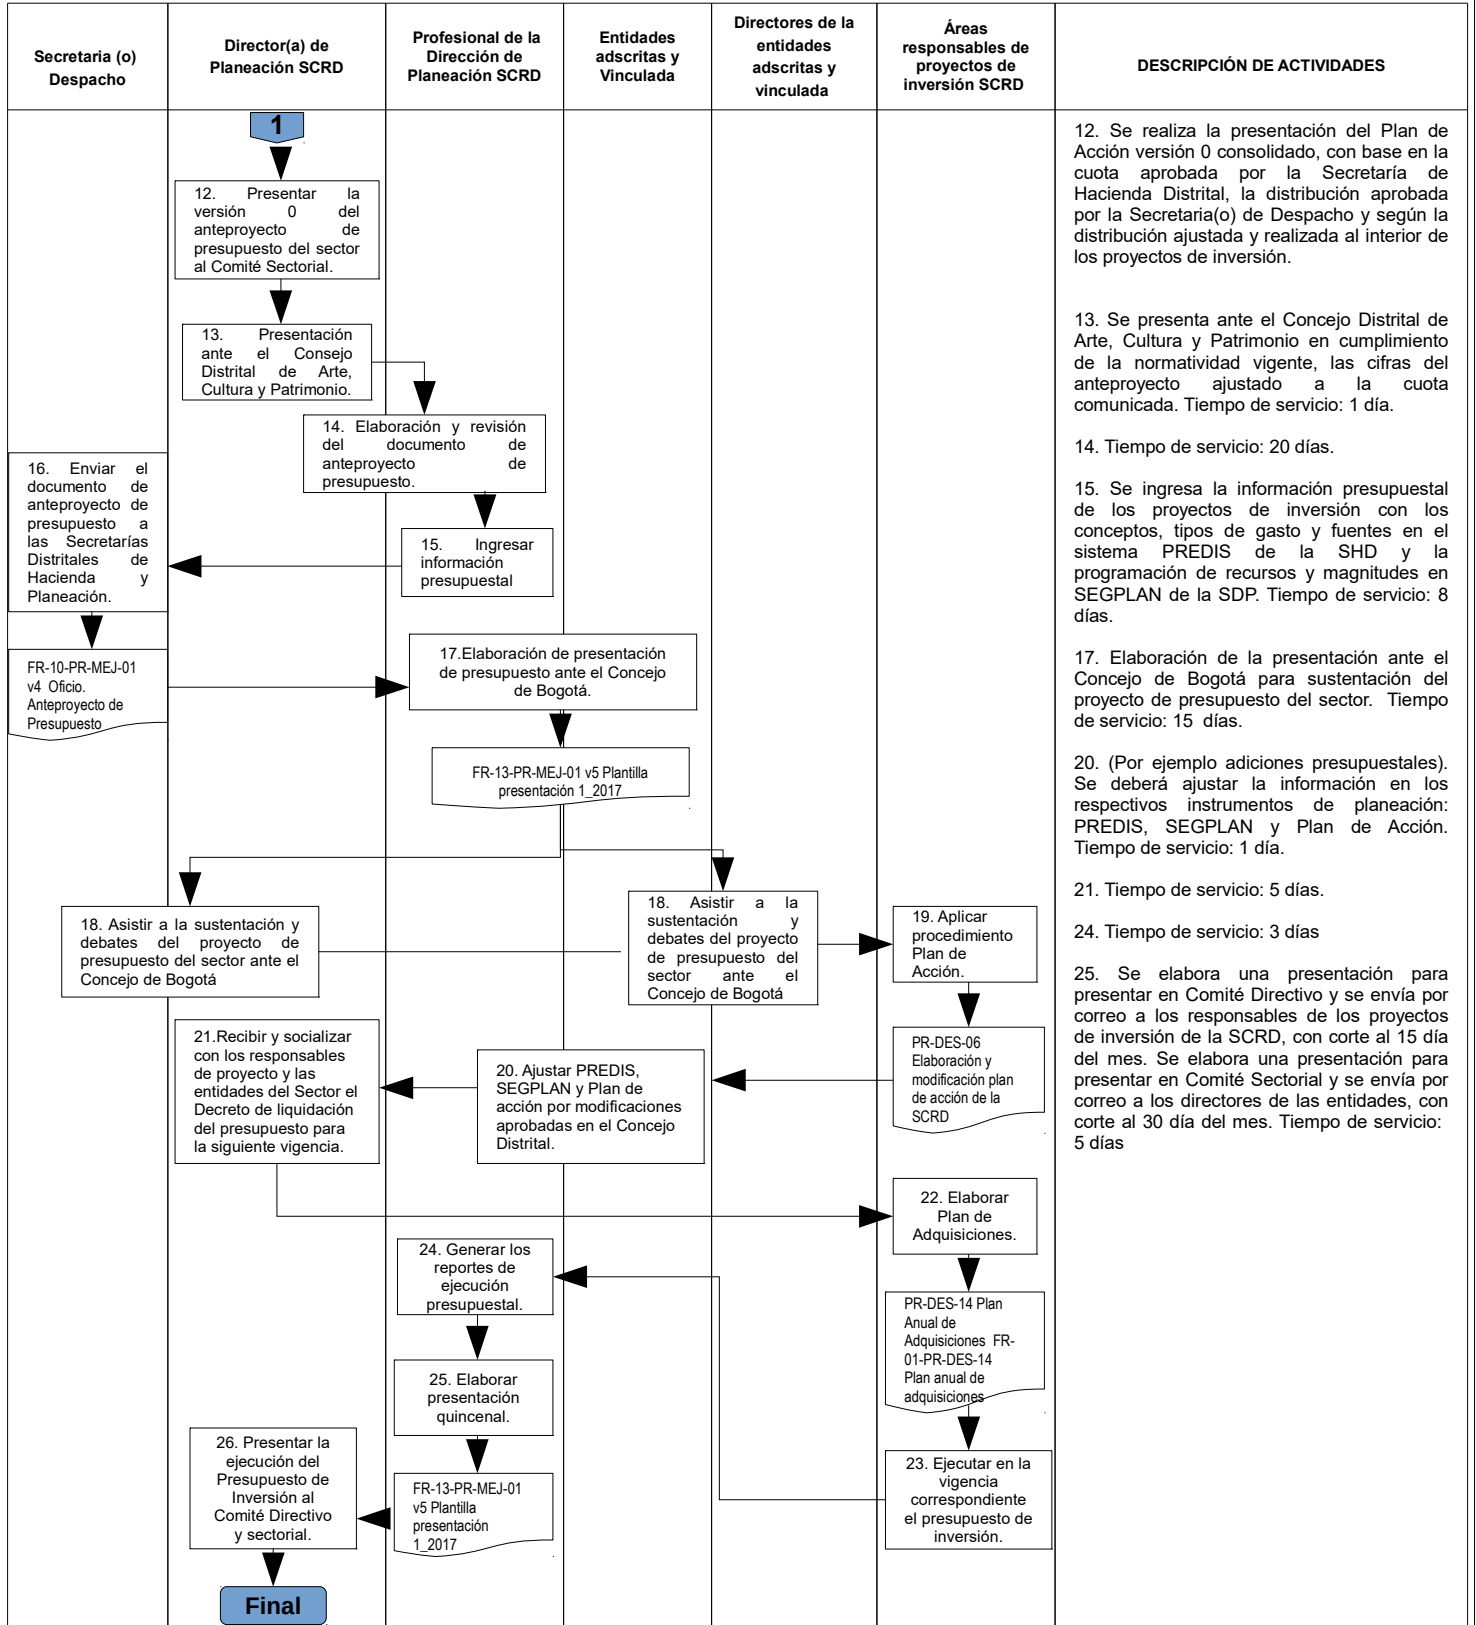 Secretaria (o)
Despacho
Director(a) de
Planeación SCRD
Profesional de la
Dirección de
Planeación SCRD
Entidades
adscritas y
Vinculada
Directores de la
entidades
adscritas y
vinculada
Áreas
responsables de
proyectos de
inversión SCRD
DESCRIPCIÓN DE ACTIVIDADES
1
12. Presentar la
versión 0 del
anteproyecto de
presupuesto del sector
al Comité Sectorial.
13. Presentación
ante el Consejo
Distrital de Arte,
Cultura y Patrimonio.
14. Elaboración y revisión
del documento de
anteproyecto de
presupuesto.
15. Ingresar
información
presupuestal
16. Enviar el
documento de
anteproyecto de
presupuesto a
las Secretarías
Distritales de
Hacienda y
Planeación.
FR-10-PR-MEJ-01
v4 Oficio.
Anteproyecto de
Presupuesto
17.Elaboración de presentación
de presupuesto ante el Concejo
de Bogotá.
FR-13-PR-MEJ-01 v5 Plantilla
presentación 1_2017
18. Asistir a la sustentación y
debates del proyecto de
presupuesto del sector ante el
Concejo de Bogotá
18. Asistir a la
sustentación y
debates del proyecto
de presupuesto del
sector ante el
Concejo de Bogotá
19. Aplicar
procedimiento
Plan de
Acción.
PR-DES-06
Elaboración y
modificación plan
de acción de la
SCRD
20. Ajustar PREDIS,
SEGPLAN y Plan de
acción por modificaciones
aprobadas en el Concejo
Distrital.
21.Recibir y socializar
con los responsables
de proyecto y las
entidades del Sector el
Decreto de liquidación
del presupuesto para
la siguiente vigencia.
22. Elaborar
Plan de
Adquisiciones.
PR-DES-14 Plan
Anual de
Adquisiciones FR-
01-PR-DES-14
Plan anual de
adquisiciones
23. Ejecutar en la
vigencia
correspondiente
el presupuesto de
inversión.
24. Generar los
reportes de
ejecución
presupuestal.
25. Elaborar
presentación
quincenal.
FR-13-PR-MEJ-01
v5 Plantilla
presentación
1_2017
26. Presentar la
ejecución del
Presupuesto de
Inversión al
Comité Directivo
y sectorial.
Final
12. Se realiza la presentación del Plan de
Acción versión 0 consolidado, con base en la
cuota aprobada por la Secretaría de
Hacienda Distrital, la distribución aprobada
por la Secretaria(o) de Despacho y según la
distribución ajustada y realizada al interior de
los proyectos de inversión.
13. Se presenta ante el Concejo Distrital de
Arte, Cultura y Patrimonio en cumplimiento
de la normatividad vigente, las cifras del
anteproyecto ajustado a la cuota
comunicada. Tiempo de servicio: 1 día.
14. Tiempo de servicio: 20 días.
15. Se ingresa la información presupuestal
de los proyectos de inversión con los
conceptos, tipos de gasto y fuentes en el
sistema PREDIS de la SHD y la
programación de recursos y magnitudes en
SEGPLAN de la SDP. Tiempo de servicio: 8
días.
17. Elaboración de la presentación ante el
Concejo de Bogotá para sustentación del
proyecto de presupuesto del sector. Tiempo
de servicio: 15 días.
20. (Por ejemplo adiciones presupuestales).
Se deberá ajustar la información en los
respectivos instrumentos de planeación:
PREDIS, SEGPLAN y Plan de Acción.
Tiempo de servicio: 1 día.
21. Tiempo de servicio: 5 días.
24. Tiempo de servicio: 3 días
25. Se elabora una presentación para
presentar en Comité Directivo y se envía por
correo a los responsables de los proyectos
de inversión de la SCRD, con corte al 15 día
del mes. Se elabora una presentación para
presentar en Comité Sectorial y se envía por
correo a los directores de las entidades, con
corte al 30 día del mes. Tiempo de servicio:
5 días